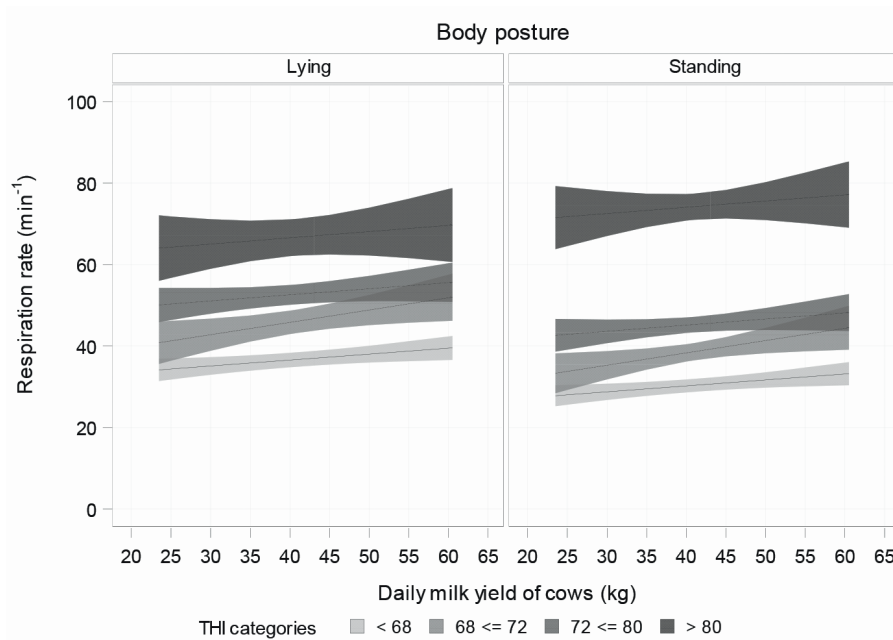 Body posture
Lying
Standing
Respiration rate (min⁻¹)
100
80
60
40
20
0
20 25 30 35 40 45 50 55 60 65
20 25 30 35 40 45 50 55 60 65
Daily milk yield of cows (kg)
THI categories < 68 68 <= 72 72 <= 80 > 80